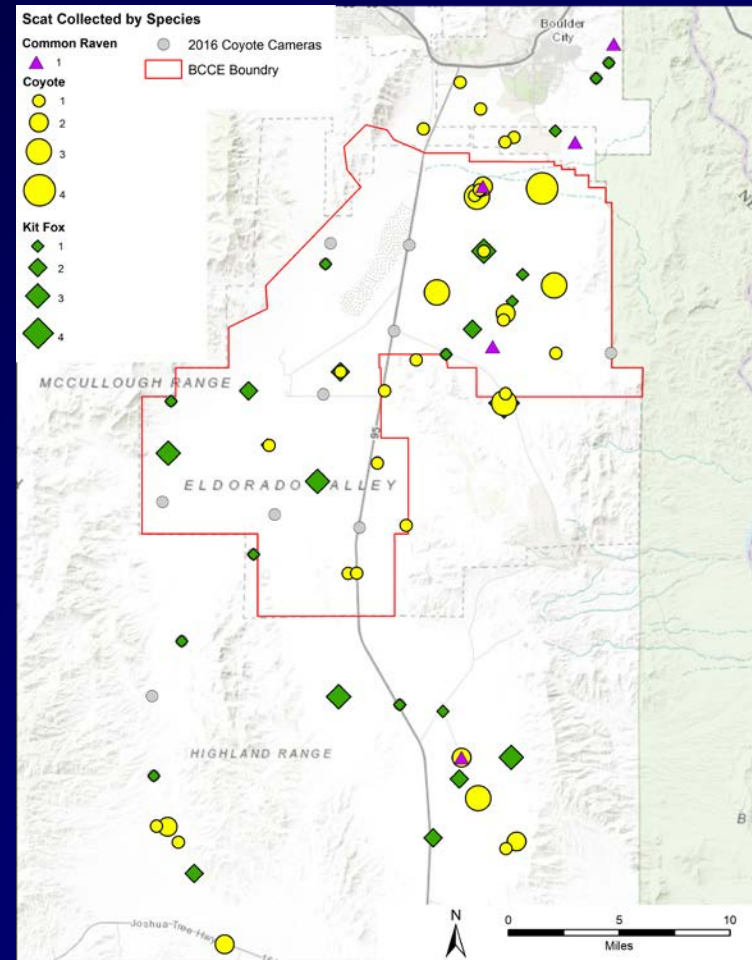 Scat Collected by Species
Common Raven
1
2016 Coyote Cameras
BCCE Boundry
Coyote
1
2
3
4
Kit Fox
1
2
3
4
Boulder
City
MCCULLOUGH RANGE
95
ELDORADO VALLEY
HIGHLAND RANGE
Joshua Tree Hwy
N
0 5 10
Miles